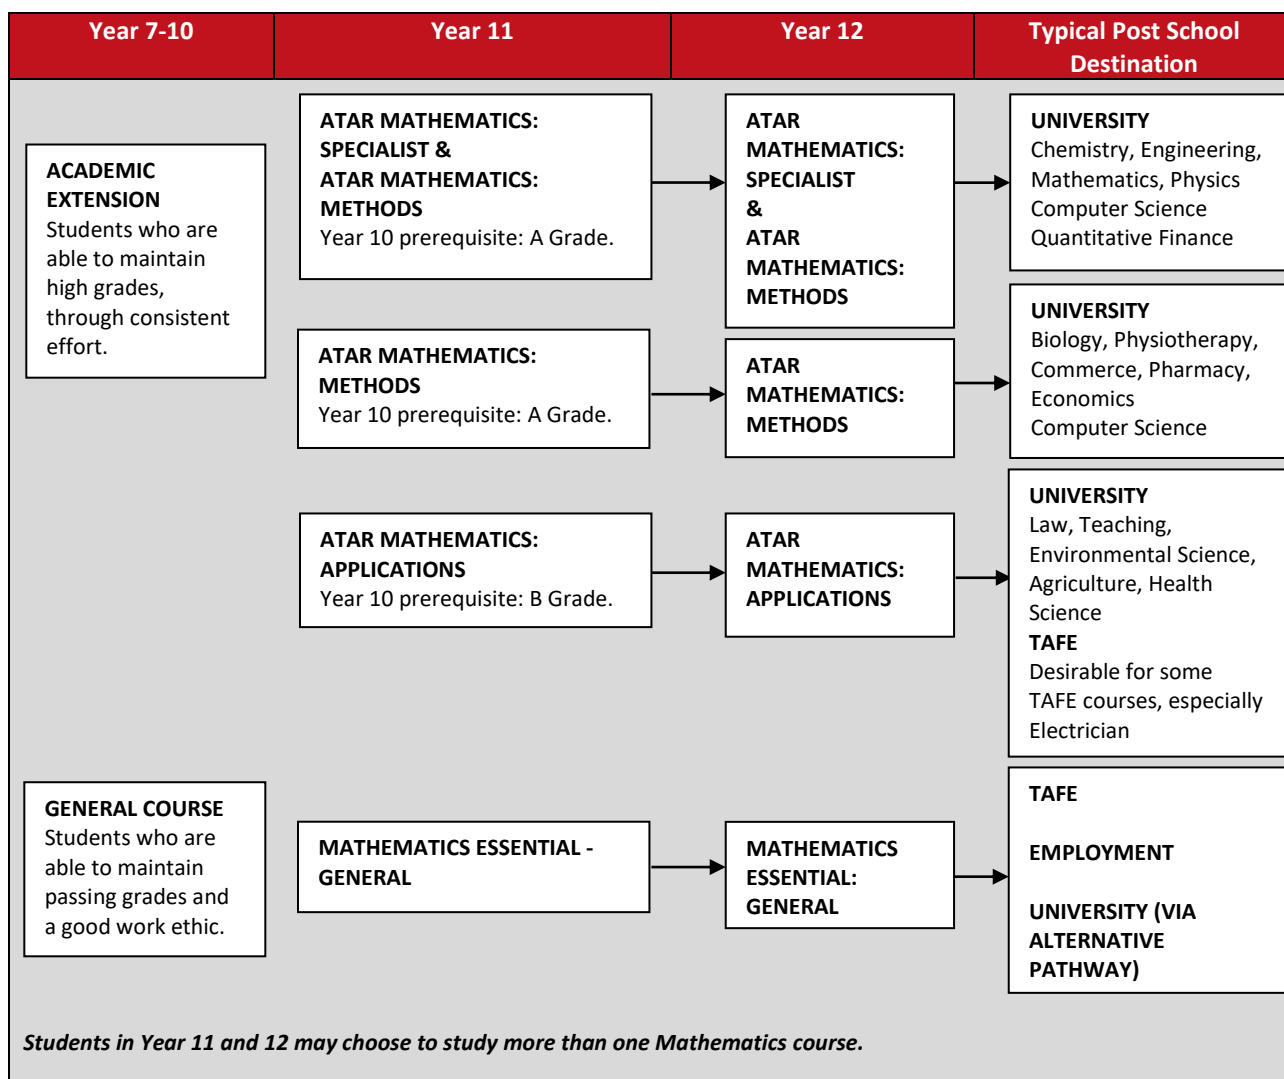 Year 7-10
Year 11
Year 12
Typical Post School
Destination
ACADEMIC
EXTENSION
Students who are
able to maintain
high grades,
through consistent
effort.
ATAR MATHEMATICS:
SPECIALIST &
ATAR MATHEMATICS:
METHODS
Year 10 prerequisite: A Grade.
ATAR
MATHEMATICS:
SPECIALIST
&
ATAR
MATHEMATICS:
METHODS
UNIVERSITY
Chemistry, Engineering,
Mathematics, Physics
Computer Science
Quantitative Finance
ATAR MATHEMATICS:
METHODS
Year 10 prerequisite: A Grade.
ATAR
MATHEMATICS:
METHODS
UNIVERSITY
Biology, Physiotherapy,
Commerce, Pharmacy,
Economics
Computer Science
ATAR MATHEMATICS:
APPLICATIONS
Year 10 prerequisite: B Grade.
ATAR
MATHEMATICS:
APPLICATIONS
UNIVERSITY
Law, Teaching,
Environmental Science,
Agriculture, Health
Science
TAFE
Desirable for some
TAFE courses, especially
Electrician
GENERAL COURSE
Students who are
able to maintain
passing grades and
a good work ethic.
MATHEMATICS ESSENTIAL -
GENERAL
MATHEMATICS
ESSENTIAL:
GENERAL
TAFE
EMPLOYMENT
UNIVERSITY (VIA
ALTERNATIVE
PATHWAY)
Students in Year 11 and 12 may choose to study more than one Mathematics course.